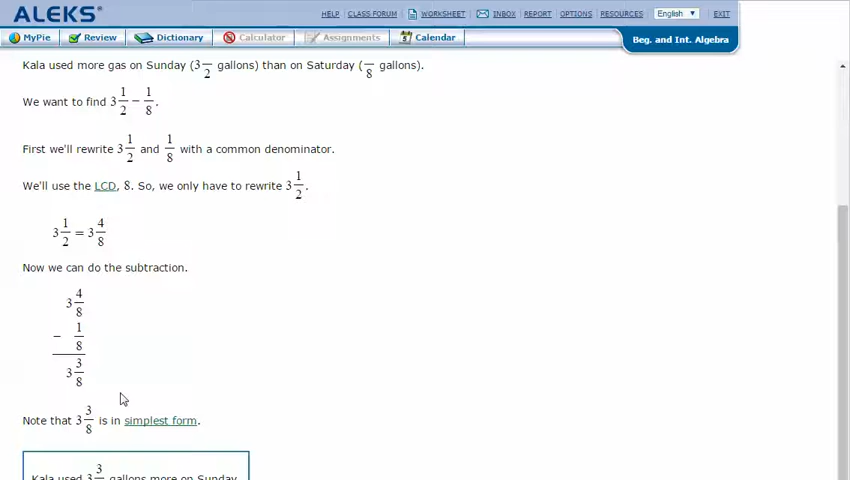 ALEKS®
HELP | CLASS FORUM | WORKSHEET | INBOX | REPORT | OPTIONS | RESOURCES English EXIT
MyPie Review Dictionary Calculator Assignments Calendar
Beg. and Int. Algebra
Kala used more gas on Sunday (3 –/2 gallons) than on Saturday (–/8 gallons).
We want to find 3 1/2 − 1/8.
First we'll rewrite 3 1/2 and 1/8 with a common denominator.
We'll use the LCD, 8. So, we only have to rewrite 3 1/2.
3 1/2 = 3 4/8
Now we can do the subtraction.
3 4/8
− 1/8
3 3/8
Note that 3 3/8 is in simplest form.
Kala used 3 3/ gallons more on Sunday